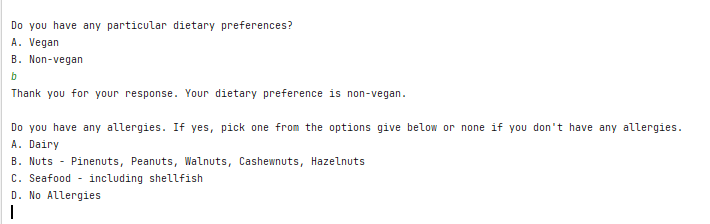 Do you have any particular dietary preferences?
A. Vegan
B. Non-vegan
b
Thank you for your response. Your dietary preference is non-vegan.
Do you have any allergies. If yes, pick one from the options give below or none if you don't have any allergies.
A. Dairy
B. Nuts - Pinenuts, Peanuts, Walnuts, Cashewnuts, Hazelnuts
C. Seafood - including shellfish
D. No Allergies